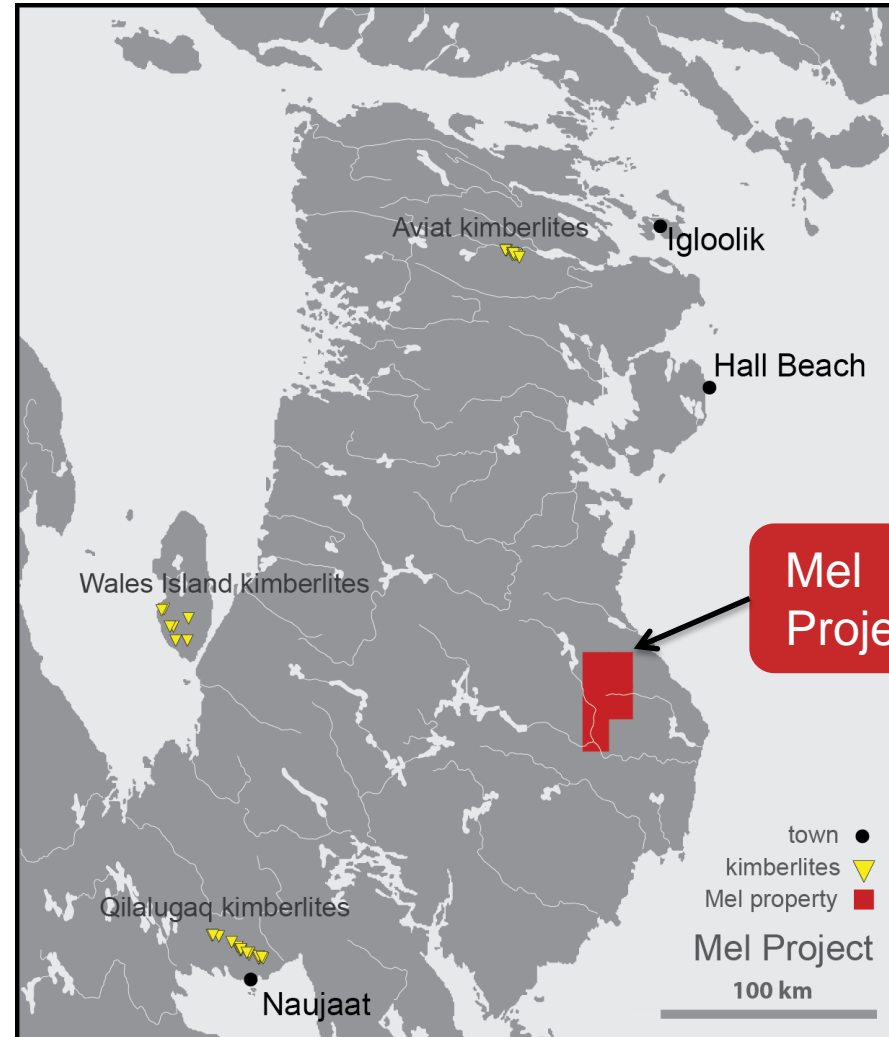 Aviat kimberlites
Igloolik
Hall Beach
Mel
Proje
Wales Island kimberlites
town
kimberlites
Mel property
Qilalugaq kimberlites
Mel Project
100 km
Naujaat